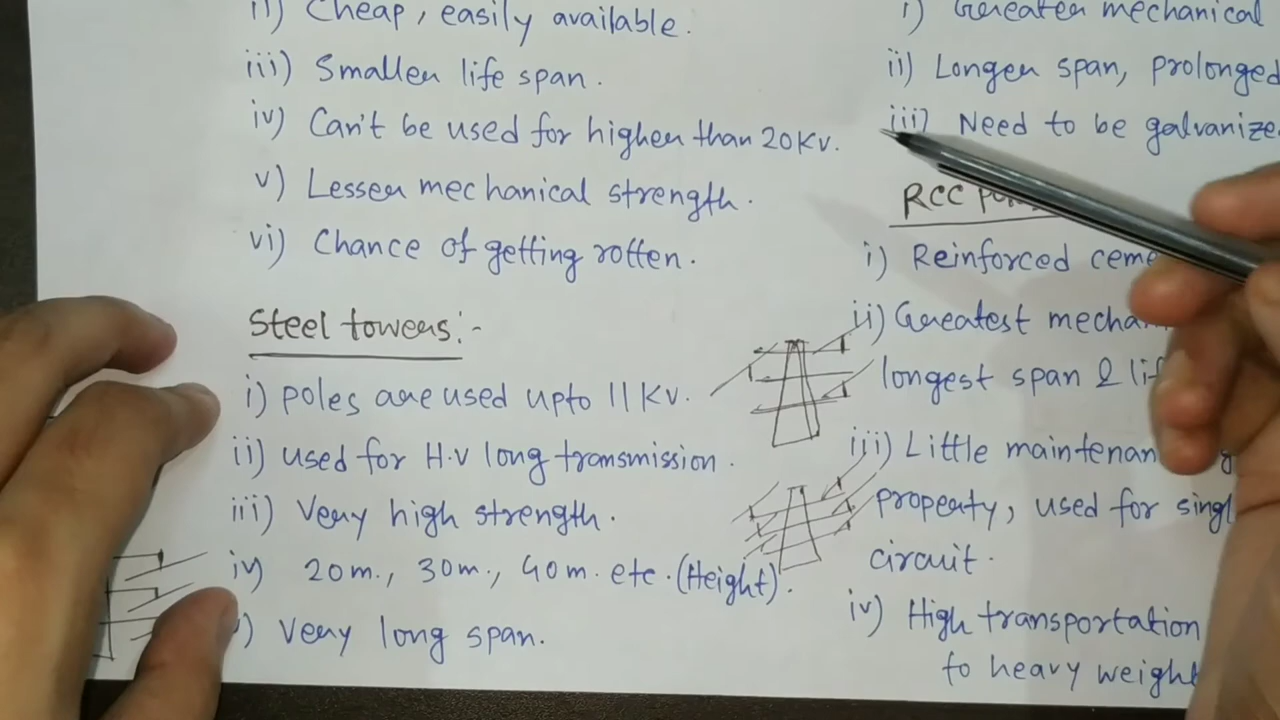 ii) Cheap, easily available.
iii) Smaller life span.
iv) Can't be used for higher than 20Kv.
v) Lesser mechanical strength.
vi) Chance of getting rotten.
Steel towers:-
i) poles are used upto 11Kv.
ii) used for H.v long transmission.
iii) Very high strength.
iv) 20m., 30m., 40m. etc. (Height).
) Very long span.
i) Greater mechanical
ii) Longer span, prolonged
iii) Need to be galvanize
RCC
i) Reinforced
ii) Greatest
longest span &
iii) Little
property, used for
circuit.
iv) High transportation
to heavy weight